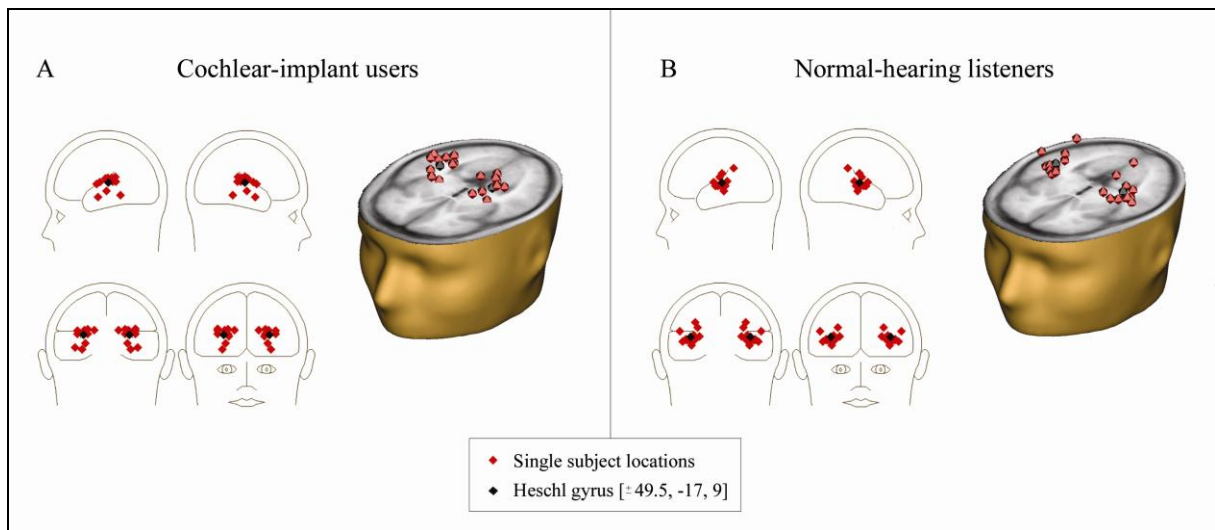 A Cochlear-implant users
B Normal-hearing listeners
Single subject locations
Heschl gyrus [±49.5, -17, 9]